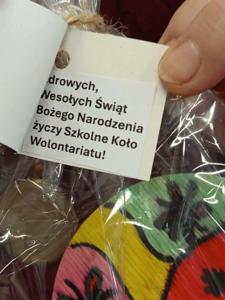 drowych,
Wesołych Świąt
Bożego Narodzenia
życzy Szkolne Koło
Wolontariatu!